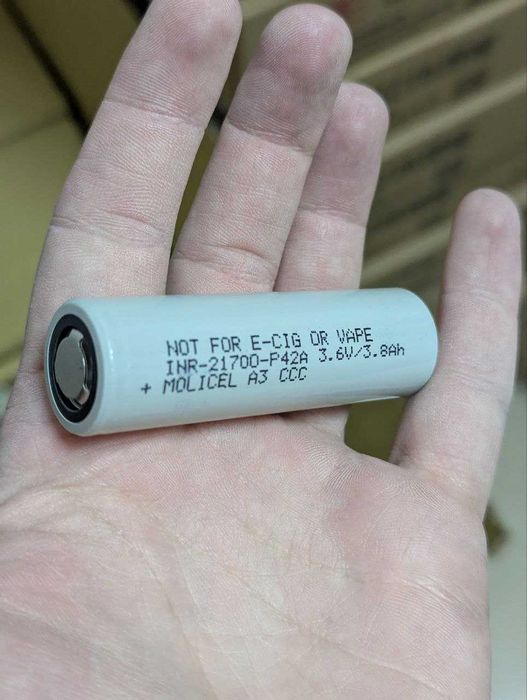 NOT FOR E-CIG OR VAPE
INR-21700-P42A 3.6V/3.8Ah
+ MOLICEL A3 CCC